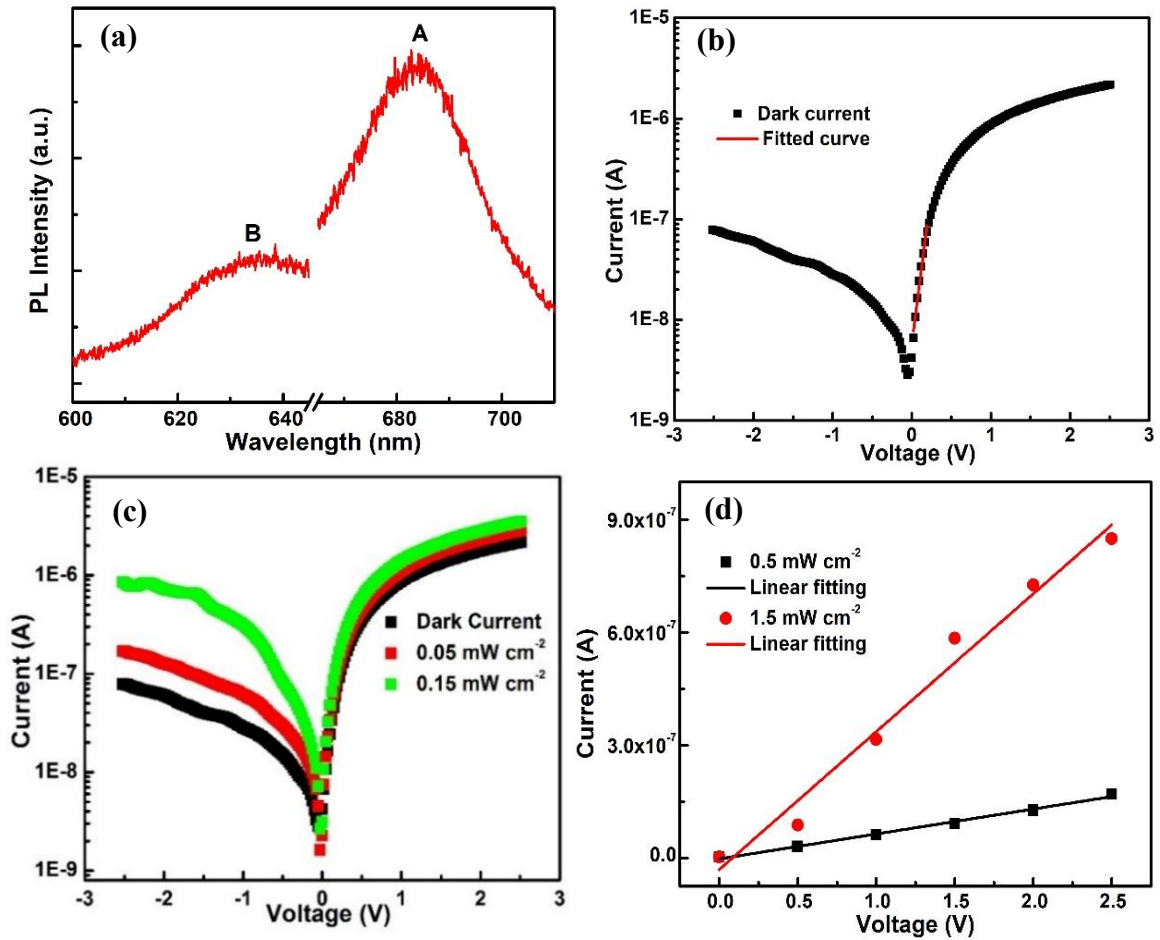 (a)
A
B
PL Intensity (a.u.)
600 620 640 680 700
Wavelength (nm)
(b)
1E-5
1E-6
1E-7
1E-8
1E-9
Dark current
Fitted curve
Current (A)
-3 -2 -1 0 1 2 3
Voltage (V)
(c)
1E-5
1E-6
1E-7
1E-8
1E-9
Dark Current
0.05 mW cm⁻²
0.15 mW cm⁻²
Current (A)
-3 -2 -1 0 1 2 3
Voltage (V)
(d)
9.0x10⁻⁷
6.0x10⁻⁷
3.0x10⁻⁷
0.0
0.5 mW cm⁻²
Linear fitting
1.5 mW cm⁻²
Linear fitting
Current (A)
0.0 0.5 1.0 1.5 2.0 2.5
Voltage (V)